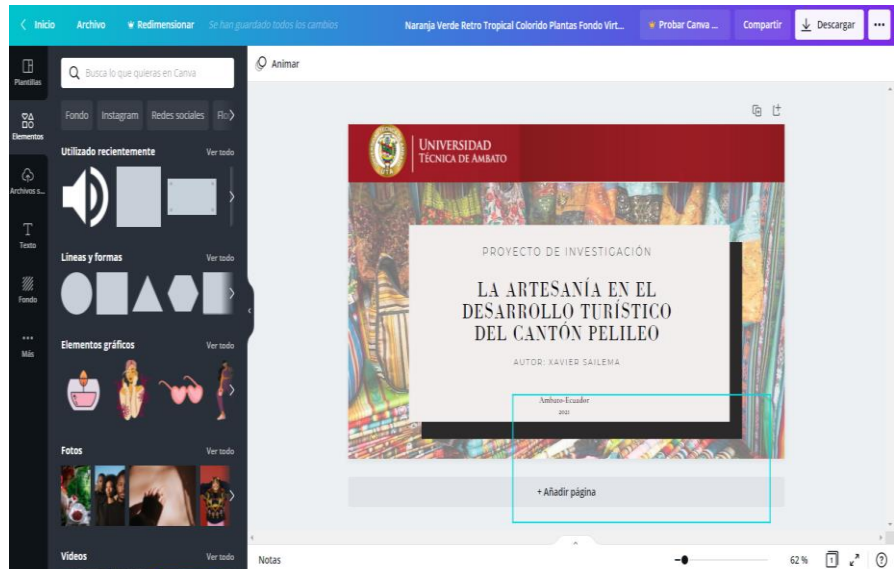 Inicio
Archivo
Redimensionar
Se han guardado todos los cambios
Naranja Verde Retro Tropical Colorido Plantas Fondo Virt...
Probar Canva ...
Compartir
Descargar
Plantillas
Elementos
Archivos s...
Texto
Fondo
Más
Busca lo que quieras en Canva
Fondo Instagram Redes sociales Flo
Utilizado recientemente Ver todo
Líneas y formas Ver todo
Elementos gráficos Ver todo
Fotos Ver todo
Vídeos Ver todo
Animar
UNIVERSIDAD
TÉCNICA DE AMBATO
PROYECTO DE INVESTIGACIÓN
LA ARTESANÍA EN EL
DESARROLLO TURÍSTICO
DEL CANTÓN PELILEO
AUTOR: XAVIER SAILEMA
Ambato-Ecuador
2021
+ Añadir página
Notas
62 %
1
?